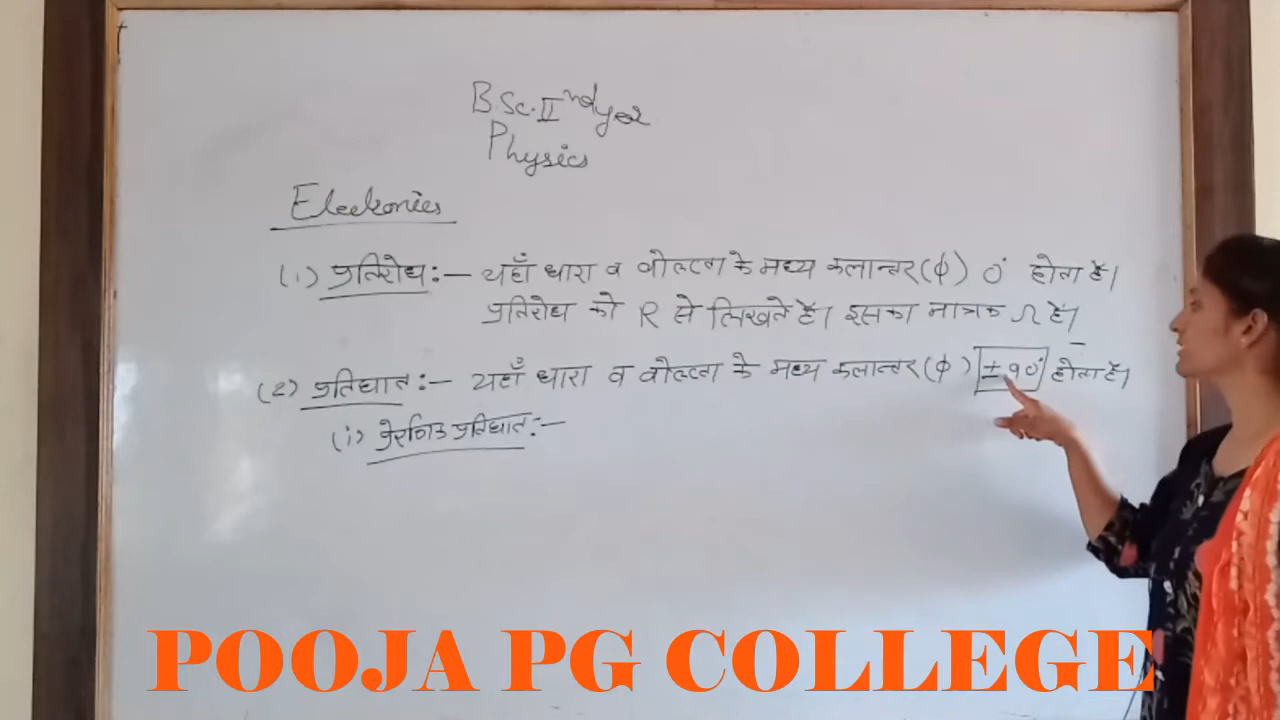 B.Sc. IInd year
Physics
Electronics
(1) प्रतिरोध :— यहाँ धारा व वोल्टता के मध्य कलान्तर (ϕ) 0° होता है।
प्रतिरोध को R से लिखते हैं। इसका मात्रक Ω है।
(2) प्रतिघात :— यहाँ धारा व वोल्टता के मध्य कलान्तर (ϕ) ±90° होता है।
(i) प्रेरणिक प्रतिघात :—
POOJA PG COLLEGE